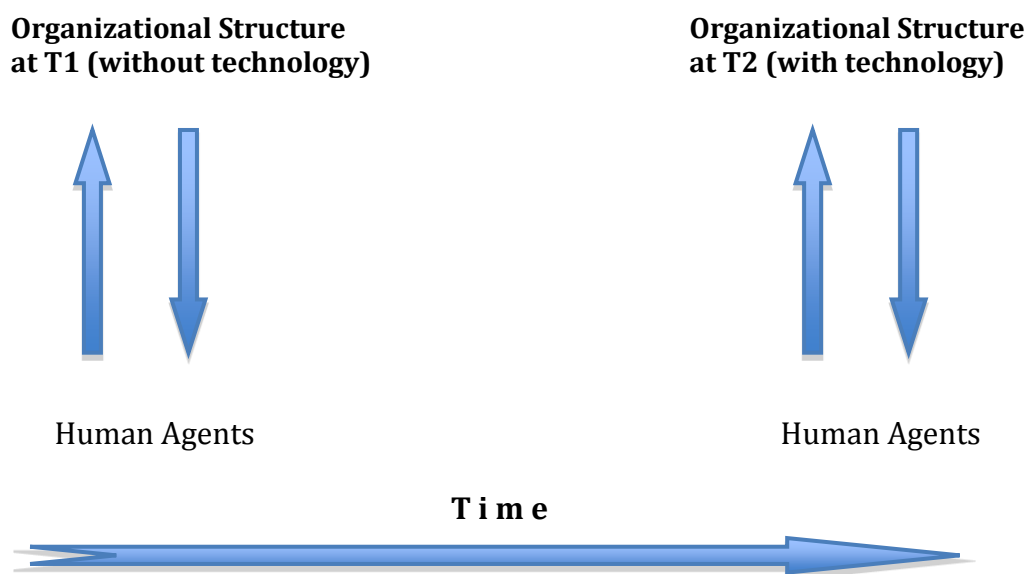 Organizational Structure
at T1 (without technology)
Organizational Structure
at T2 (with technology)
Human Agents
Human Agents
T i m e